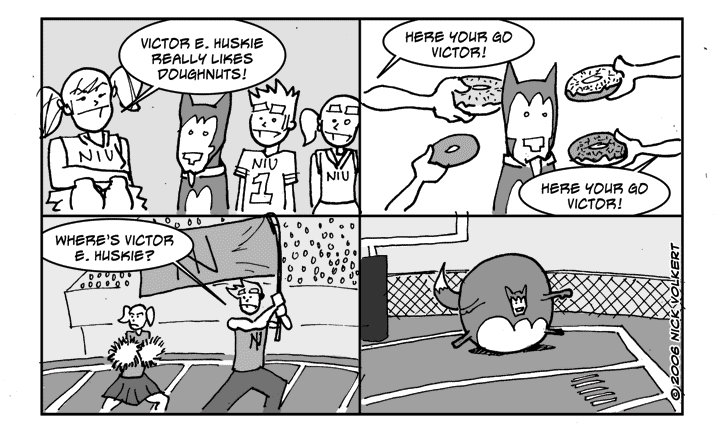 VICTOR E. HUSKIE
REALLY LIKES
DOUGHNUTS!
NIU
NIU
1
NIU
HERE YOUR GO
VICTOR!
HERE YOUR GO
VICTOR!
WHERE'S VICTOR
E. HUSKIE?
N
N
© 2006 NICK VOLKERT